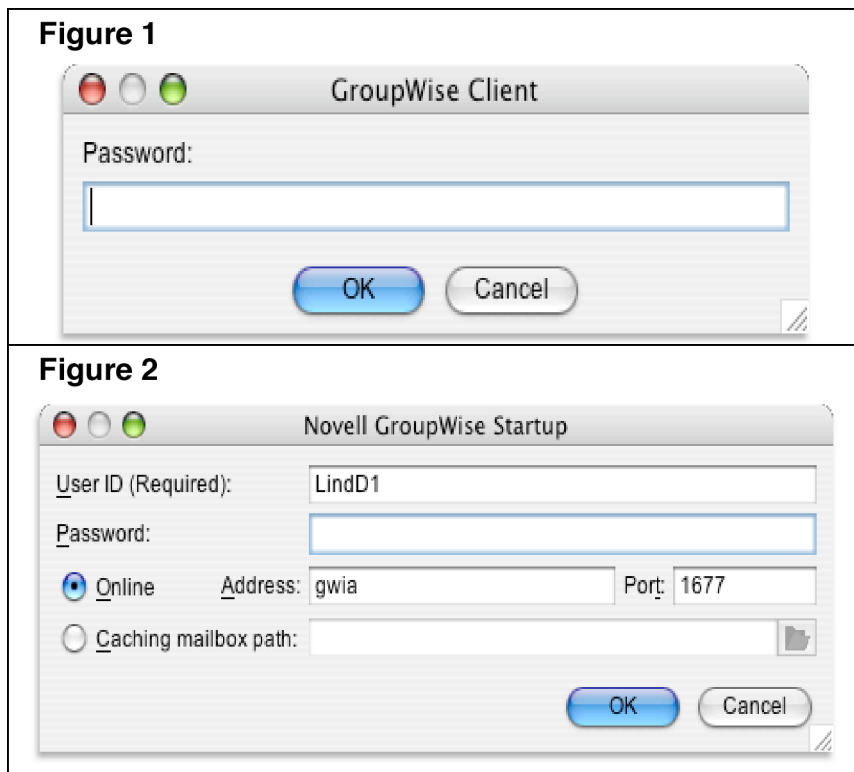 Figure 1
GroupWise Client
Password:
OK Cancel
Figure 2
Novell GroupWise Startup
User ID (Required): LindD1
Password:
Online Address: gwia Port: 1677
Caching mailbox path:
OK Cancel